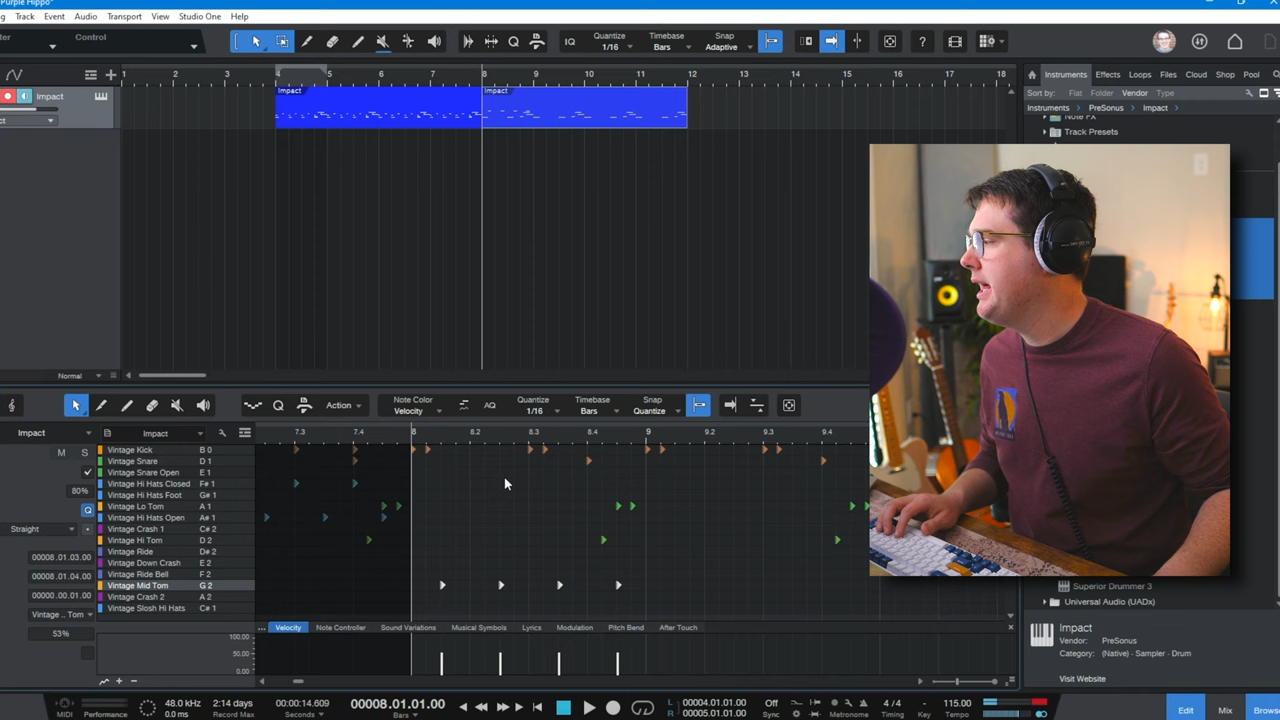 Purple Hippo*
Track Event Audio Transport View Studio One Help
Control
IQ Quantize 1/16 Timebase Bars Snap Adaptive
?
1 2 3 4 5 6 7 8 9 10 11 12 13 14 15 16 17 18
Impact
Impact Impact
Normal
Instruments Effects Loops Files Cloud Shop Pool
Sort by: Flat Folder Vendor Type
Instruments PreSonus Impact
Note FX
Track Presets
Superior Drummer 3
Universal Audio (UADx)
Impact
Vendor: PreSonus
Category: (Native) - Sampler - Drum
Visit Website
Action Note Color Velocity AQ Quantize 1/16 Timebase Bars Snap Quantize
Impact Impact
7.3 7.4 8 8.2 8.3 8.4 9 9.2 9.3 9.4
M S
80%
Straight
00008.01.03.00
00008.01.04.00
00000.00.01.00
Vintage .. Tom
53%
Vintage Kick B 0
Vintage Snare D 1
Vintage Snare Open E 1
Vintage Hi Hats Closed F# 1
Vintage Hi Hats Foot G# 1
Vintage Lo Tom A 1
Vintage Hi Hats Open A# 1
Vintage Crash 1 C# 2
Vintage Hi Tom D 2
Vintage Ride D# 2
Vintage Down Crash E 2
Vintage Ride Bell F 2
Vintage Mid Tom G 2
Vintage Crash 2 A 2
Vintage Slosh Hi Hats C# 1
... Velocity Note Controller Sound Variations Musical Symbols Lyrics Modulation Pitch Bend After Touch
100.00
50.00
0.00
MIDI Performance
48.0 kHz
0.0 ms
2:14 days
Record Max
00:00:14.609
Seconds
00008.01.01.00
Bars
L 00004.01.01.00
R 00005.01.01.00
Off
Sync
Metronome
4 / 4
Timing Key
115.00
Tempo
Edit Mix Brows